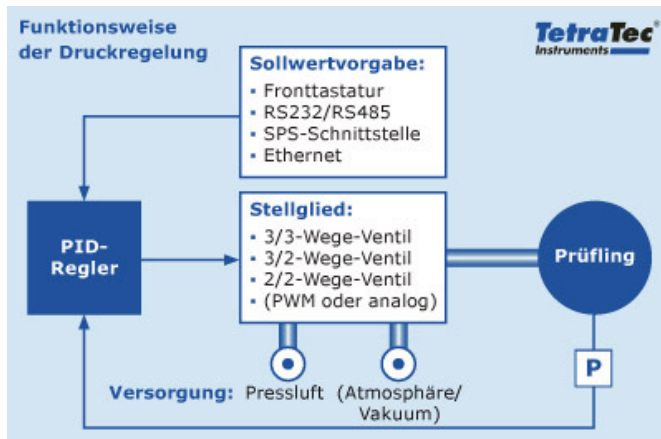 Funktionsweise
der Druckregelung
TetraTec
Instruments
Sollwertvorgabe:
▪ Fronttastatur
▪ RS232/RS485
▪ SPS-Schnittstelle
▪ Ethernet
PID-
Regler
Stellglied:
▪ 3/3-Wege-Ventil
▪ 3/2-Wege-Ventil
▪ 2/2-Wege-Ventil
▪ (PWM oder analog)
Prüfling
P
Versorgung: Pressluft (Atmosphäre/
Vakuum)